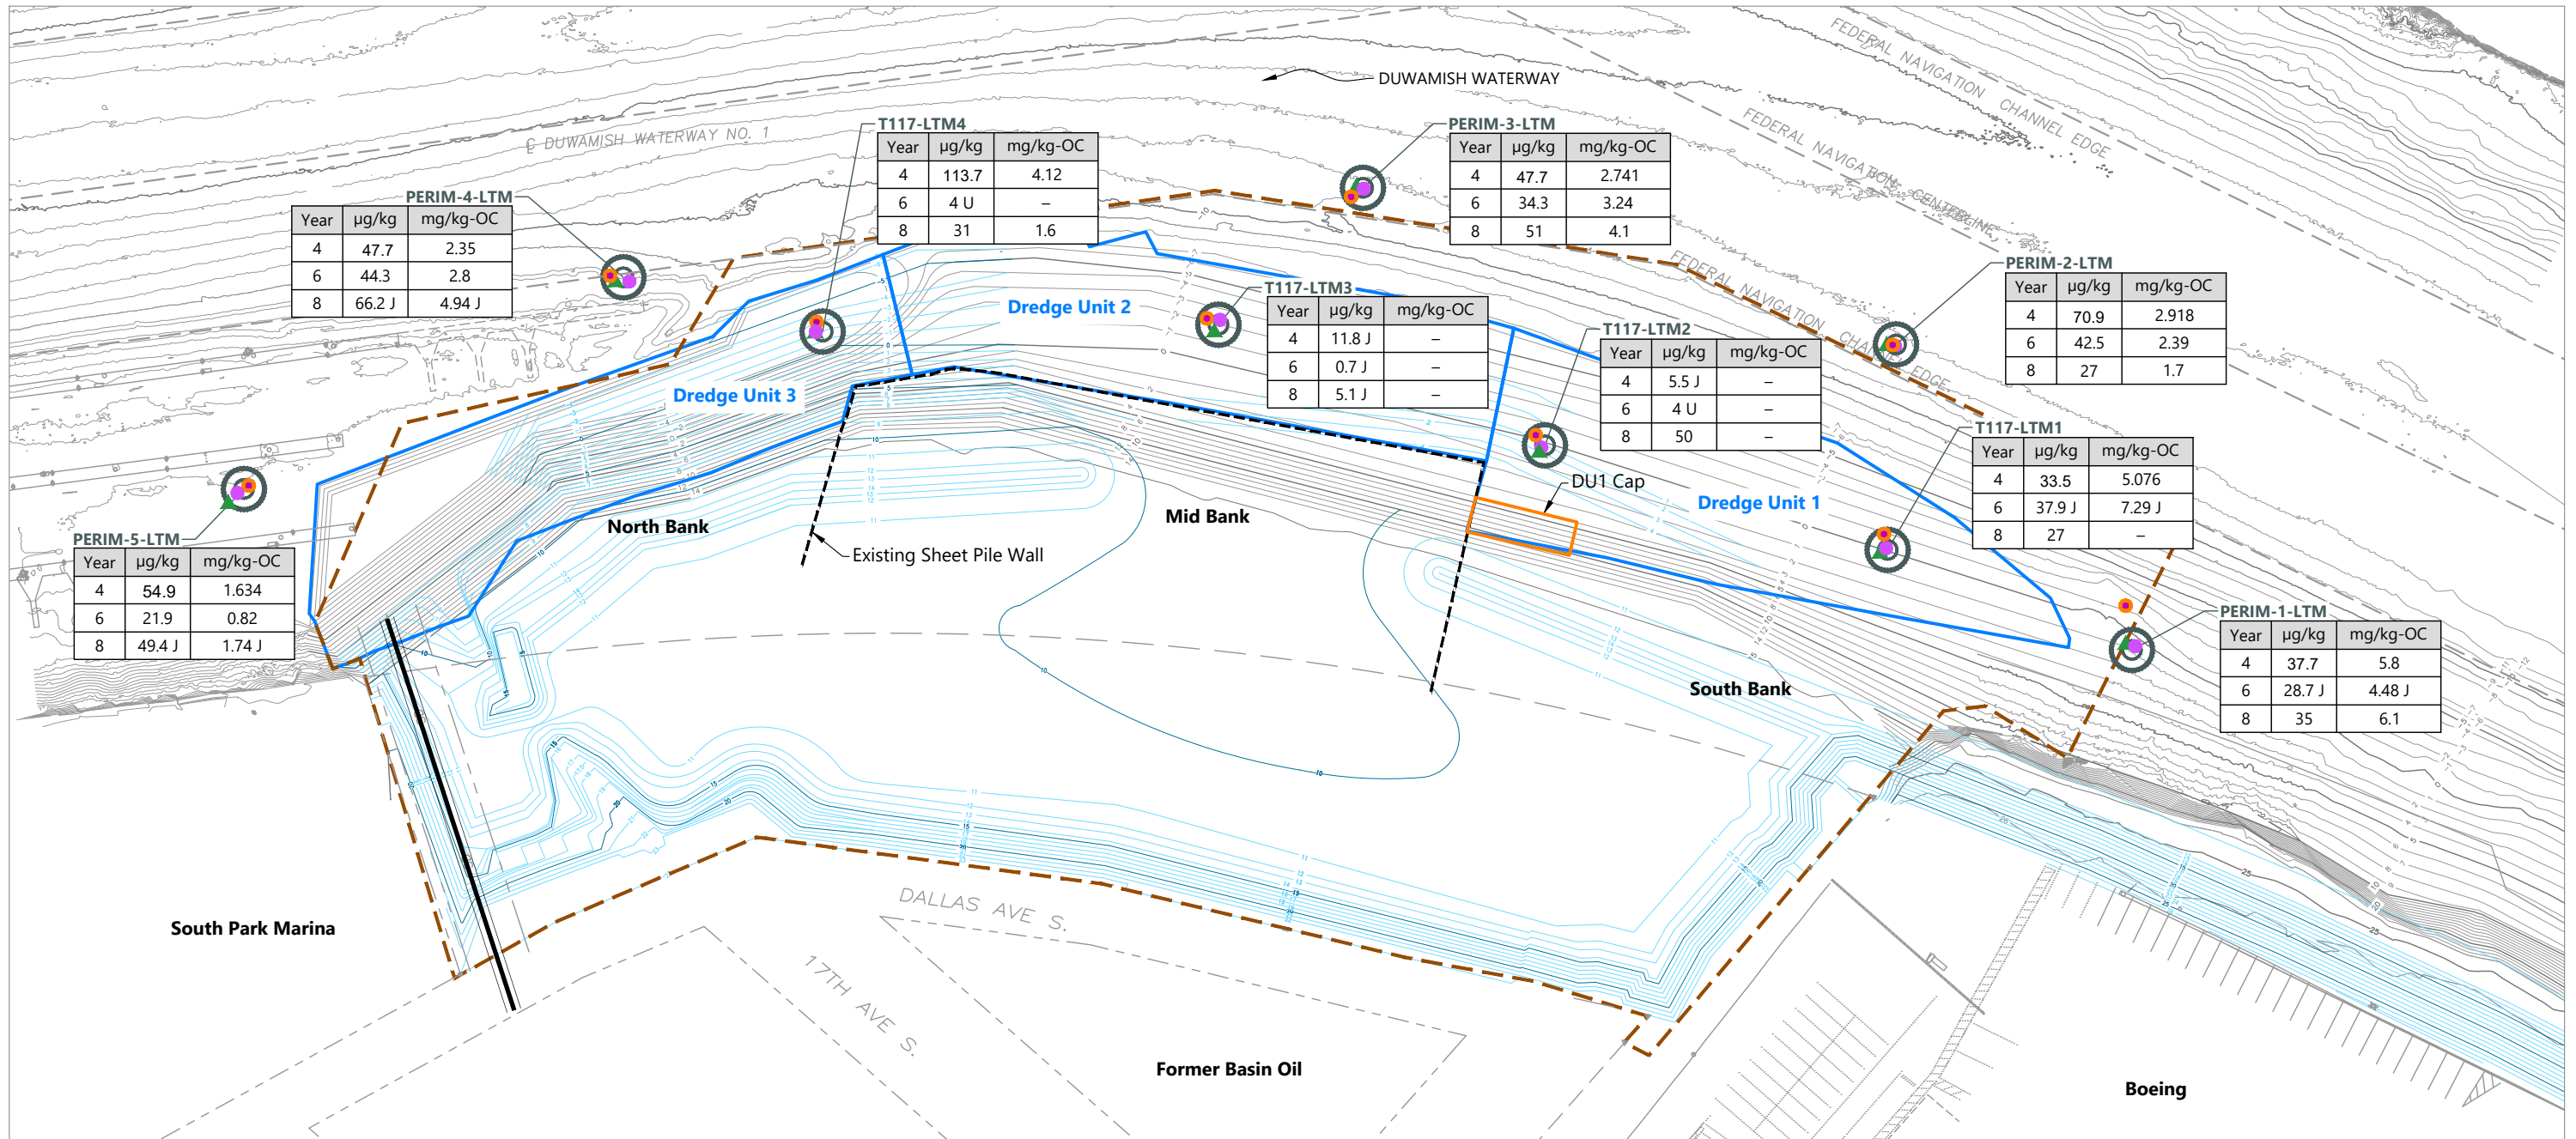 DUWAMISH WATERWAY
FEDERAL NAVIGATION CHANNEL EDGE
FEDERAL NAVIGATION CENTERLINE
FEDERAL NAVIGATION CHANNEL EDGE
℄ DUWAMISH WATERWAY NO. 1
T117-LTM4
Year µg/kg mg/kg-OC
4 113.7 4.12
6 4 U –
8 31 1.6
PERIM-3-LTM
Year µg/kg mg/kg-OC
4 47.7 2.741
6 34.3 3.24
8 51 4.1
PERIM-4-LTM
Year µg/kg mg/kg-OC
4 47.7 2.35
6 44.3 2.8
8 66.2 J 4.94 J
PERIM-2-LTM
Year µg/kg mg/kg-OC
4 70.9 2.918
6 42.5 2.39
8 27 1.7
T117-LTM3
Year µg/kg mg/kg-OC
4 11.8 J –
6 0.7 J –
8 5.1 J –
T117-LTM2
Year µg/kg mg/kg-OC
4 5.5 J –
6 4 U –
8 50 –
T117-LTM1
Year µg/kg mg/kg-OC
4 33.5 5.076
6 37.9 J 7.29 J
8 27 –
PERIM-5-LTM
Year µg/kg mg/kg-OC
4 54.9 1.634
6 21.9 0.82
8 49.4 J 1.74 J
PERIM-1-LTM
Year µg/kg mg/kg-OC
4 37.7 5.8
6 28.7 J 4.48 J
8 35 6.1
Dredge Unit 2
Dredge Unit 3
Dredge Unit 1
DU1 Cap
North Bank
Mid Bank
Existing Sheet Pile Wall
South Bank
DALLAS AVE S.
17TH AVE S.
South Park Marina
Former Basin Oil
Boeing